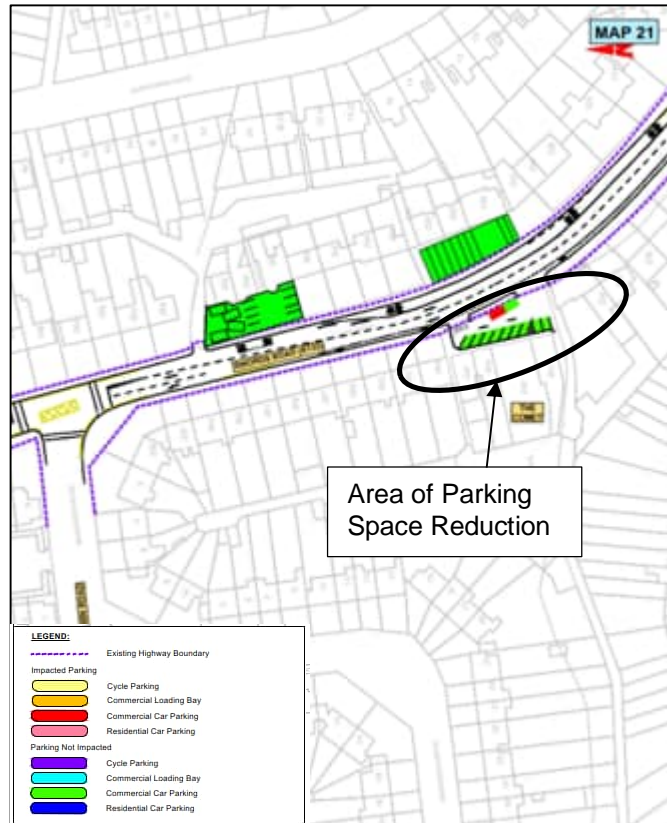 MAP 21
N
THE
Area of Parking
Space Reduction
LEGEND:
Existing Highway Boundary
Impacted Parking
Cycle Parking
Commercial Loading Bay
Commercial Car Parking
Residential Car Parking
Parking Not Impacted
Cycle Parking
Commercial Loading Bay
Commercial Car Parking
Residential Car Parking